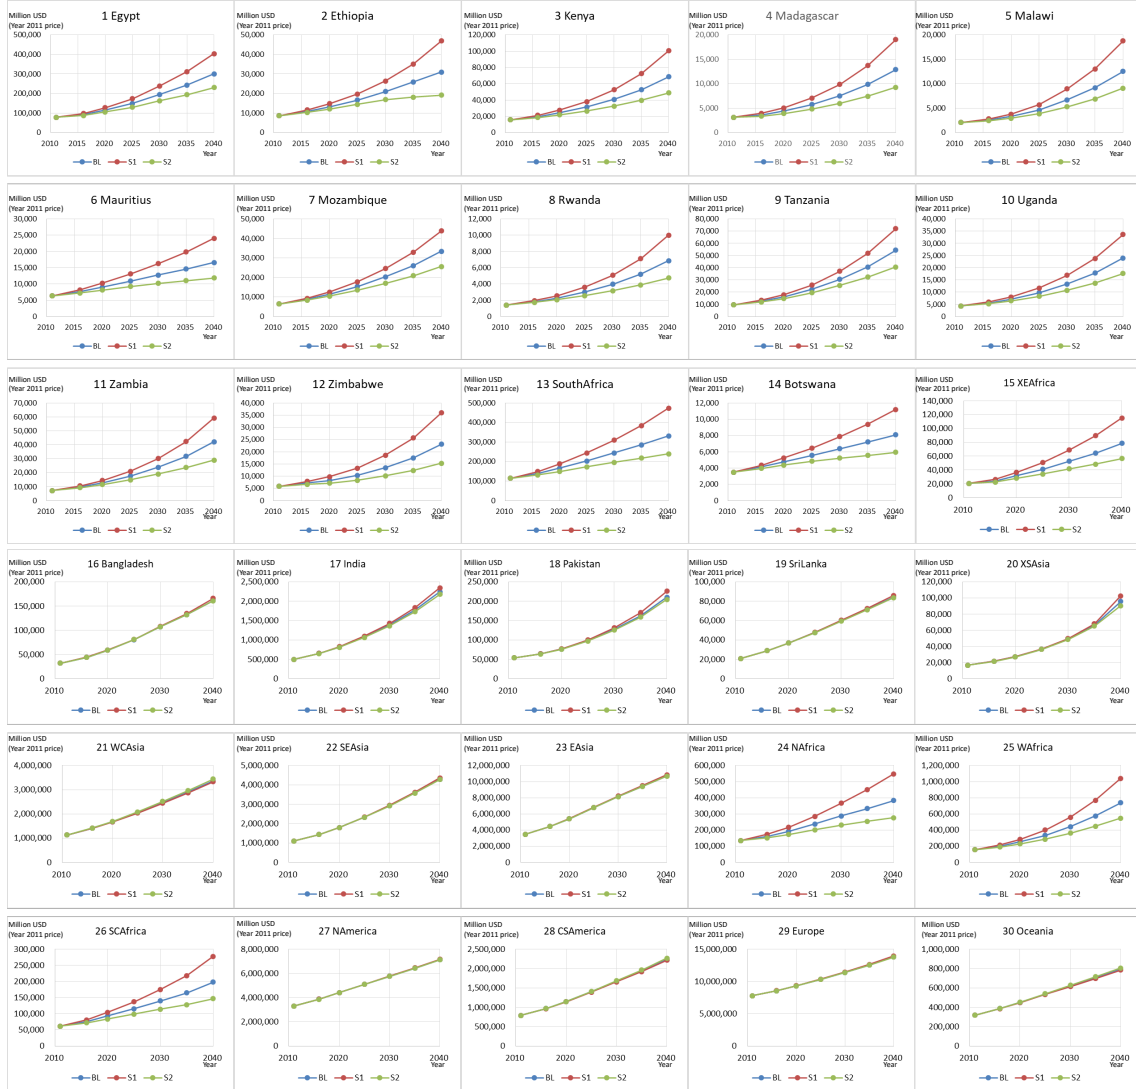 Million USD
(Year 2011 price)
1 Egypt
500,000
400,000
300,000
200,000
100,000
0
2010 2015 2020 2025 2030 2035 2040
Year
BL S1 S2
Million USD
(Year 2011 price)
2 Ethiopia
50,000
40,000
30,000
20,000
10,000
0
2010 2015 2020 2025 2030 2035 2040
Year
BL S1 S2
Million USD
(Year 2011 price)
3 Kenya
120,000
100,000
80,000
60,000
40,000
20,000
0
2010 2015 2020 2025 2030 2035 2040
Year
BL S1 S2
Million USD
(Year 2011 price)
4 Madagascar
20,000
15,000
10,000
5,000
0
2010 2015 2020 2025 2030 2035 2040
Year
BL S1 S2
Million USD
(Year 2011 price)
5 Malawi
20,000
15,000
10,000
5,000
0
2010 2015 2020 2025 2030 2035 2040
Year
BL S1 S2
Million USD
(Year 2011 price)
6 Mauritius
30,000
25,000
20,000
15,000
10,000
5,000
0
2010 2015 2020 2025 2030 2035 2040
Year
BL S1 S2
Million USD
(Year 2011 price)
7 Mozambique
50,000
40,000
30,000
20,000
10,000
0
2010 2015 2020 2025 2030 2035 2040
Year
BL S1 S2
Million USD
(Year 2011 price)
8 Rwanda
12,000
10,000
8,000
6,000
4,000
2,000
0
2010 2015 2020 2025 2030 2035 2040
Year
BL S1 S2
Million USD
(Year 2011 price)
9 Tanzania
80,000
70,000
60,000
50,000
40,000
30,000
20,000
10,000
0
2010 2015 2020 2025 2030 2035 2040
Year
BL S1 S2
Million USD
(Year 2011 price)
10 Uganda
40,000
35,000
30,000
25,000
20,000
15,000
10,000
5,000
0
2010 2015 2020 2025 2030 2035 2040
Year
BL S1 S2
Million USD
(Year 2011 price)
11 Zambia
70,000
60,000
50,000
40,000
30,000
20,000
10,000
0
2010 2015 2020 2025 2030 2035 2040
Year
BL S1 S2
Million USD
(Year 2011 price)
12 Zimbabwe
40,000
35,000
30,000
25,000
20,000
15,000
10,000
5,000
0
2010 2015 2020 2025 2030 2035 2040
Year
BL S1 S2
Million USD
(Year 2011 price)
13 SouthAfrica
500,000
400,000
300,000
200,000
100,000
0
2010 2015 2020 2025 2030 2035 2040
Year
BL S1 S2
Million USD
(Year 2011 price)
14 Botswana
12,000
10,000
8,000
6,000
4,000
2,000
0
2010 2015 2020 2025 2030 2035 2040
Year
BL S1 S2
Million USD
(Year 2011 price)
15 XEAfrica
140,000
120,000
100,000
80,000
60,000
40,000
20,000
0
2010 2020 2030 2040
Year
BL S1 S2
Million USD
(Year 2011 price)
16 Bangladesh
200,000
150,000
100,000
50,000
0
2010 2020 2030 2040
Year
BL S1 S2
Million USD
(Year 2011 price)
17 India
2,500,000
2,000,000
1,500,000
1,000,000
500,000
0
2010 2020 2030 2040
Year
BL S1 S2
Million USD
(Year 2011 price)
18 Pakistan
250,000
200,000
150,000
100,000
50,000
0
2010 2020 2030 2040
Year
BL S1 S2
Million USD
(Year 2011 price)
19 SriLanka
100,000
80,000
60,000
40,000
20,000
0
2010 2020 2030 2040
Year
BL S1 S2
Million USD
(Year 2011 price)
20 XSAsia
120,000
100,000
80,000
60,000
40,000
20,000
0
2010 2020 2030 2040
Year
BL S1 S2
Million USD
(Year 2011 price)
21 WCAsia
4,000,000
3,000,000
2,000,000
1,000,000
0
2010 2020 2030 2040
Year
BL S1 S2
Million USD
(Year 2011 price)
22 SEAsia
5,000,000
4,000,000
3,000,000
2,000,000
1,000,000
0
2010 2020 2030 2040
Year
BL S1 S2
Million USD
(Year 2011 price)
23 EAsia
12,000,000
10,000,000
8,000,000
6,000,000
4,000,000
2,000,000
0
2010 2020 2030 2040
Year
BL S1 S2
Million USD
(Year 2011 price)
24 NAfrica
600,000
500,000
400,000
300,000
200,000
100,000
0
2010 2020 2030 2040
Year
BL S1 S2
Million USD
(Year 2011 price)
25 WAfrica
1,200,000
1,000,000
800,000
600,000
400,000
200,000
0
2010 2020 2030 2040
Year
BL S1 S2
Million USD
(Year 2011 price)
26 SCAfrica
300,000
250,000
200,000
150,000
100,000
50,000
0
2010 2020 2030 2040
Year
BL S1 S2
Million USD
(Year 2011 price)
27 NAmerica
8,000,000
6,000,000
4,000,000
2,000,000
0
2010 2020 2030 2040
Year
BL S1 S2
Million USD
(Year 2011 price)
28 CSAmerica
2,500,000
2,000,000
1,500,000
1,000,000
500,000
0
2010 2020 2030 2040
Year
BL S1 S2
Million USD
(Year 2011 price)
29 Europe
15,000,000
10,000,000
5,000,000
0
2010 2020 2030 2040
Year
BL S1 S2
Million USD
(Year 2011 price)
30 Oceania
1,000,000
800,000
600,000
400,000
200,000
0
2010 2020 2030 2040
Year
BL S1 S2